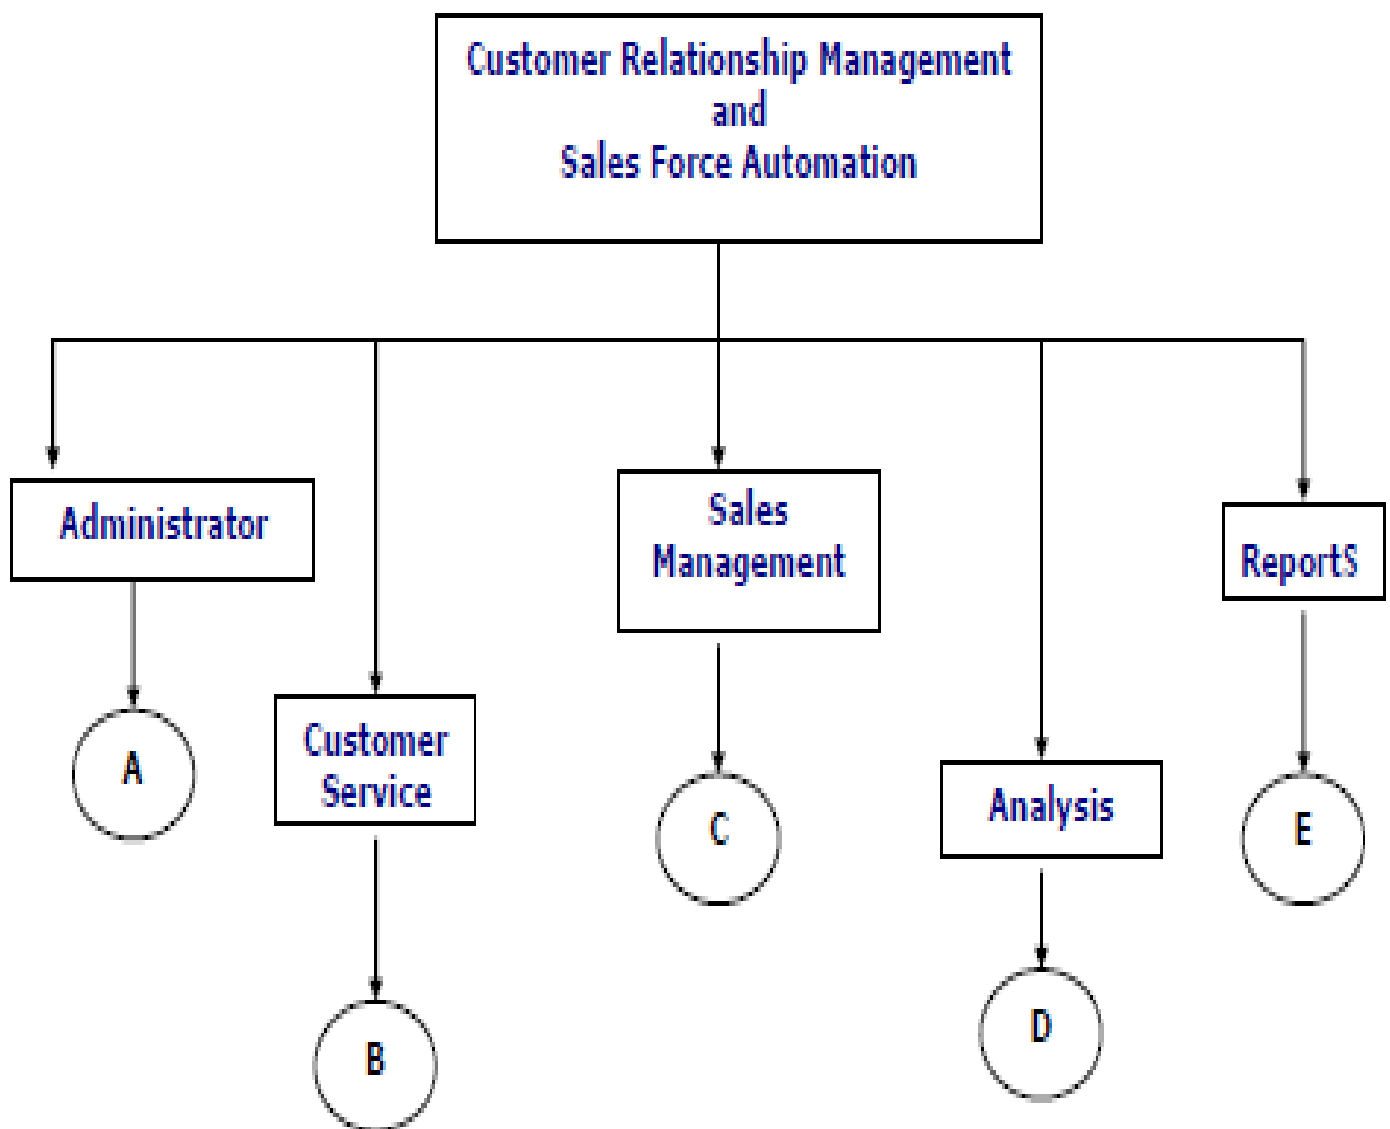 Customer Relationship Management
and
Sales Force Automation
Administrator
Customer
Service
Sales
Management
Analysis
ReportS
A
B
C
D
E